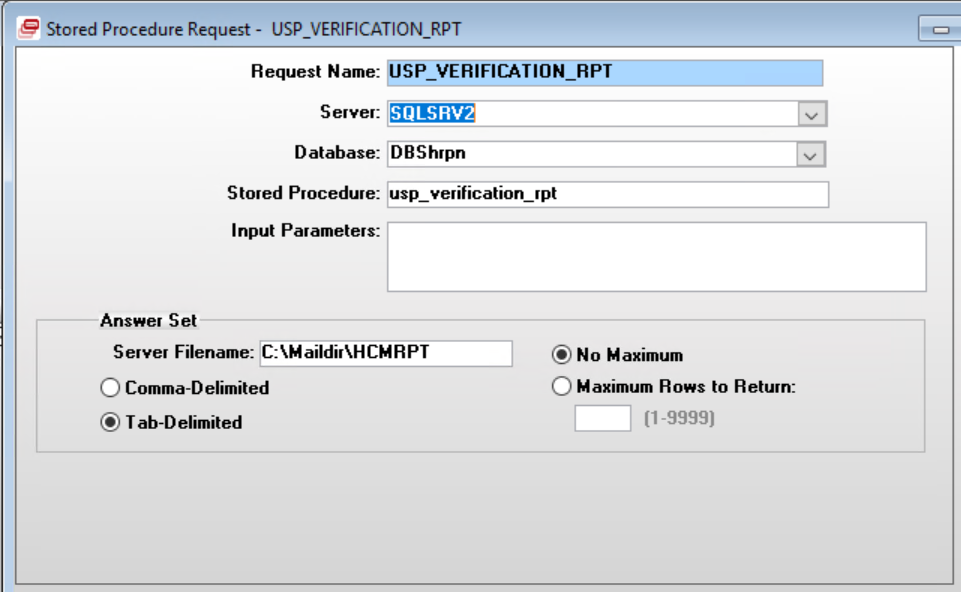 Stored Procedure Request - USP_VERIFICATION_RPT
Request Name: USP_VERIFICATION_RPT
Server: SQLSRV2
Database: DBShrpn
Stored Procedure: usp_verification_rpt
Input Parameters:
Answer Set
Server Filename: C:\Maildir\HCMRPT
No Maximum
Comma-Delimited
Maximum Rows to Return:
Tab-Delimited
(1-9999)